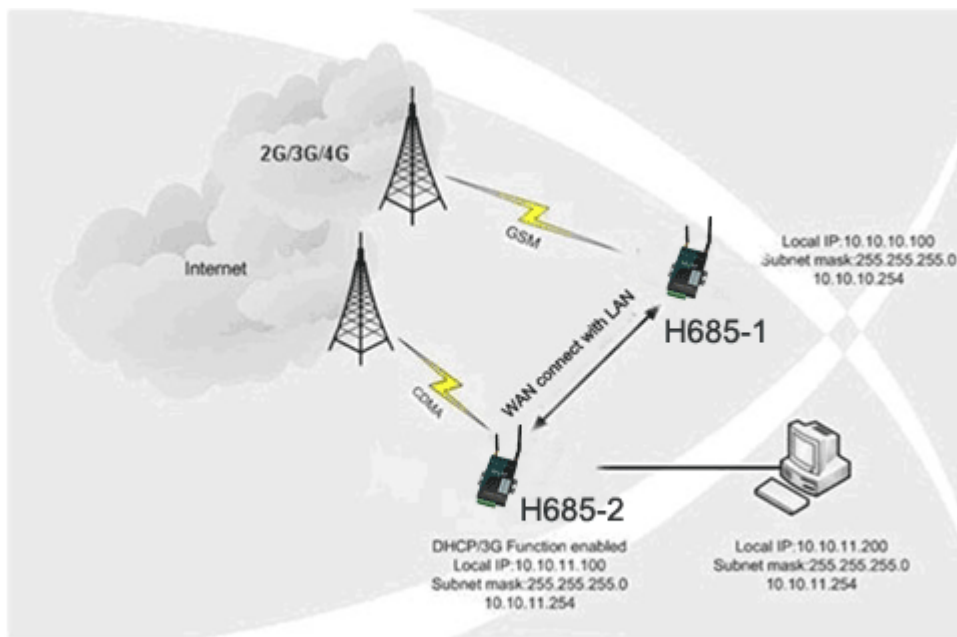 2G/3G/4G
Internet
GSM
Local IP:10.10.10.100
Subnet mask:255.255.255.0
10.10.10.254
H685-1
WAN connect with LAN
CDMA
H685-2
DHCP/3G Function enabled
Local IP:10.10.11.100
Subnet mask:255.255.255.0
10.10.11.254
Local IP:10.10.11.200
Subnet mask:255.255.255.0
10.10.11.254